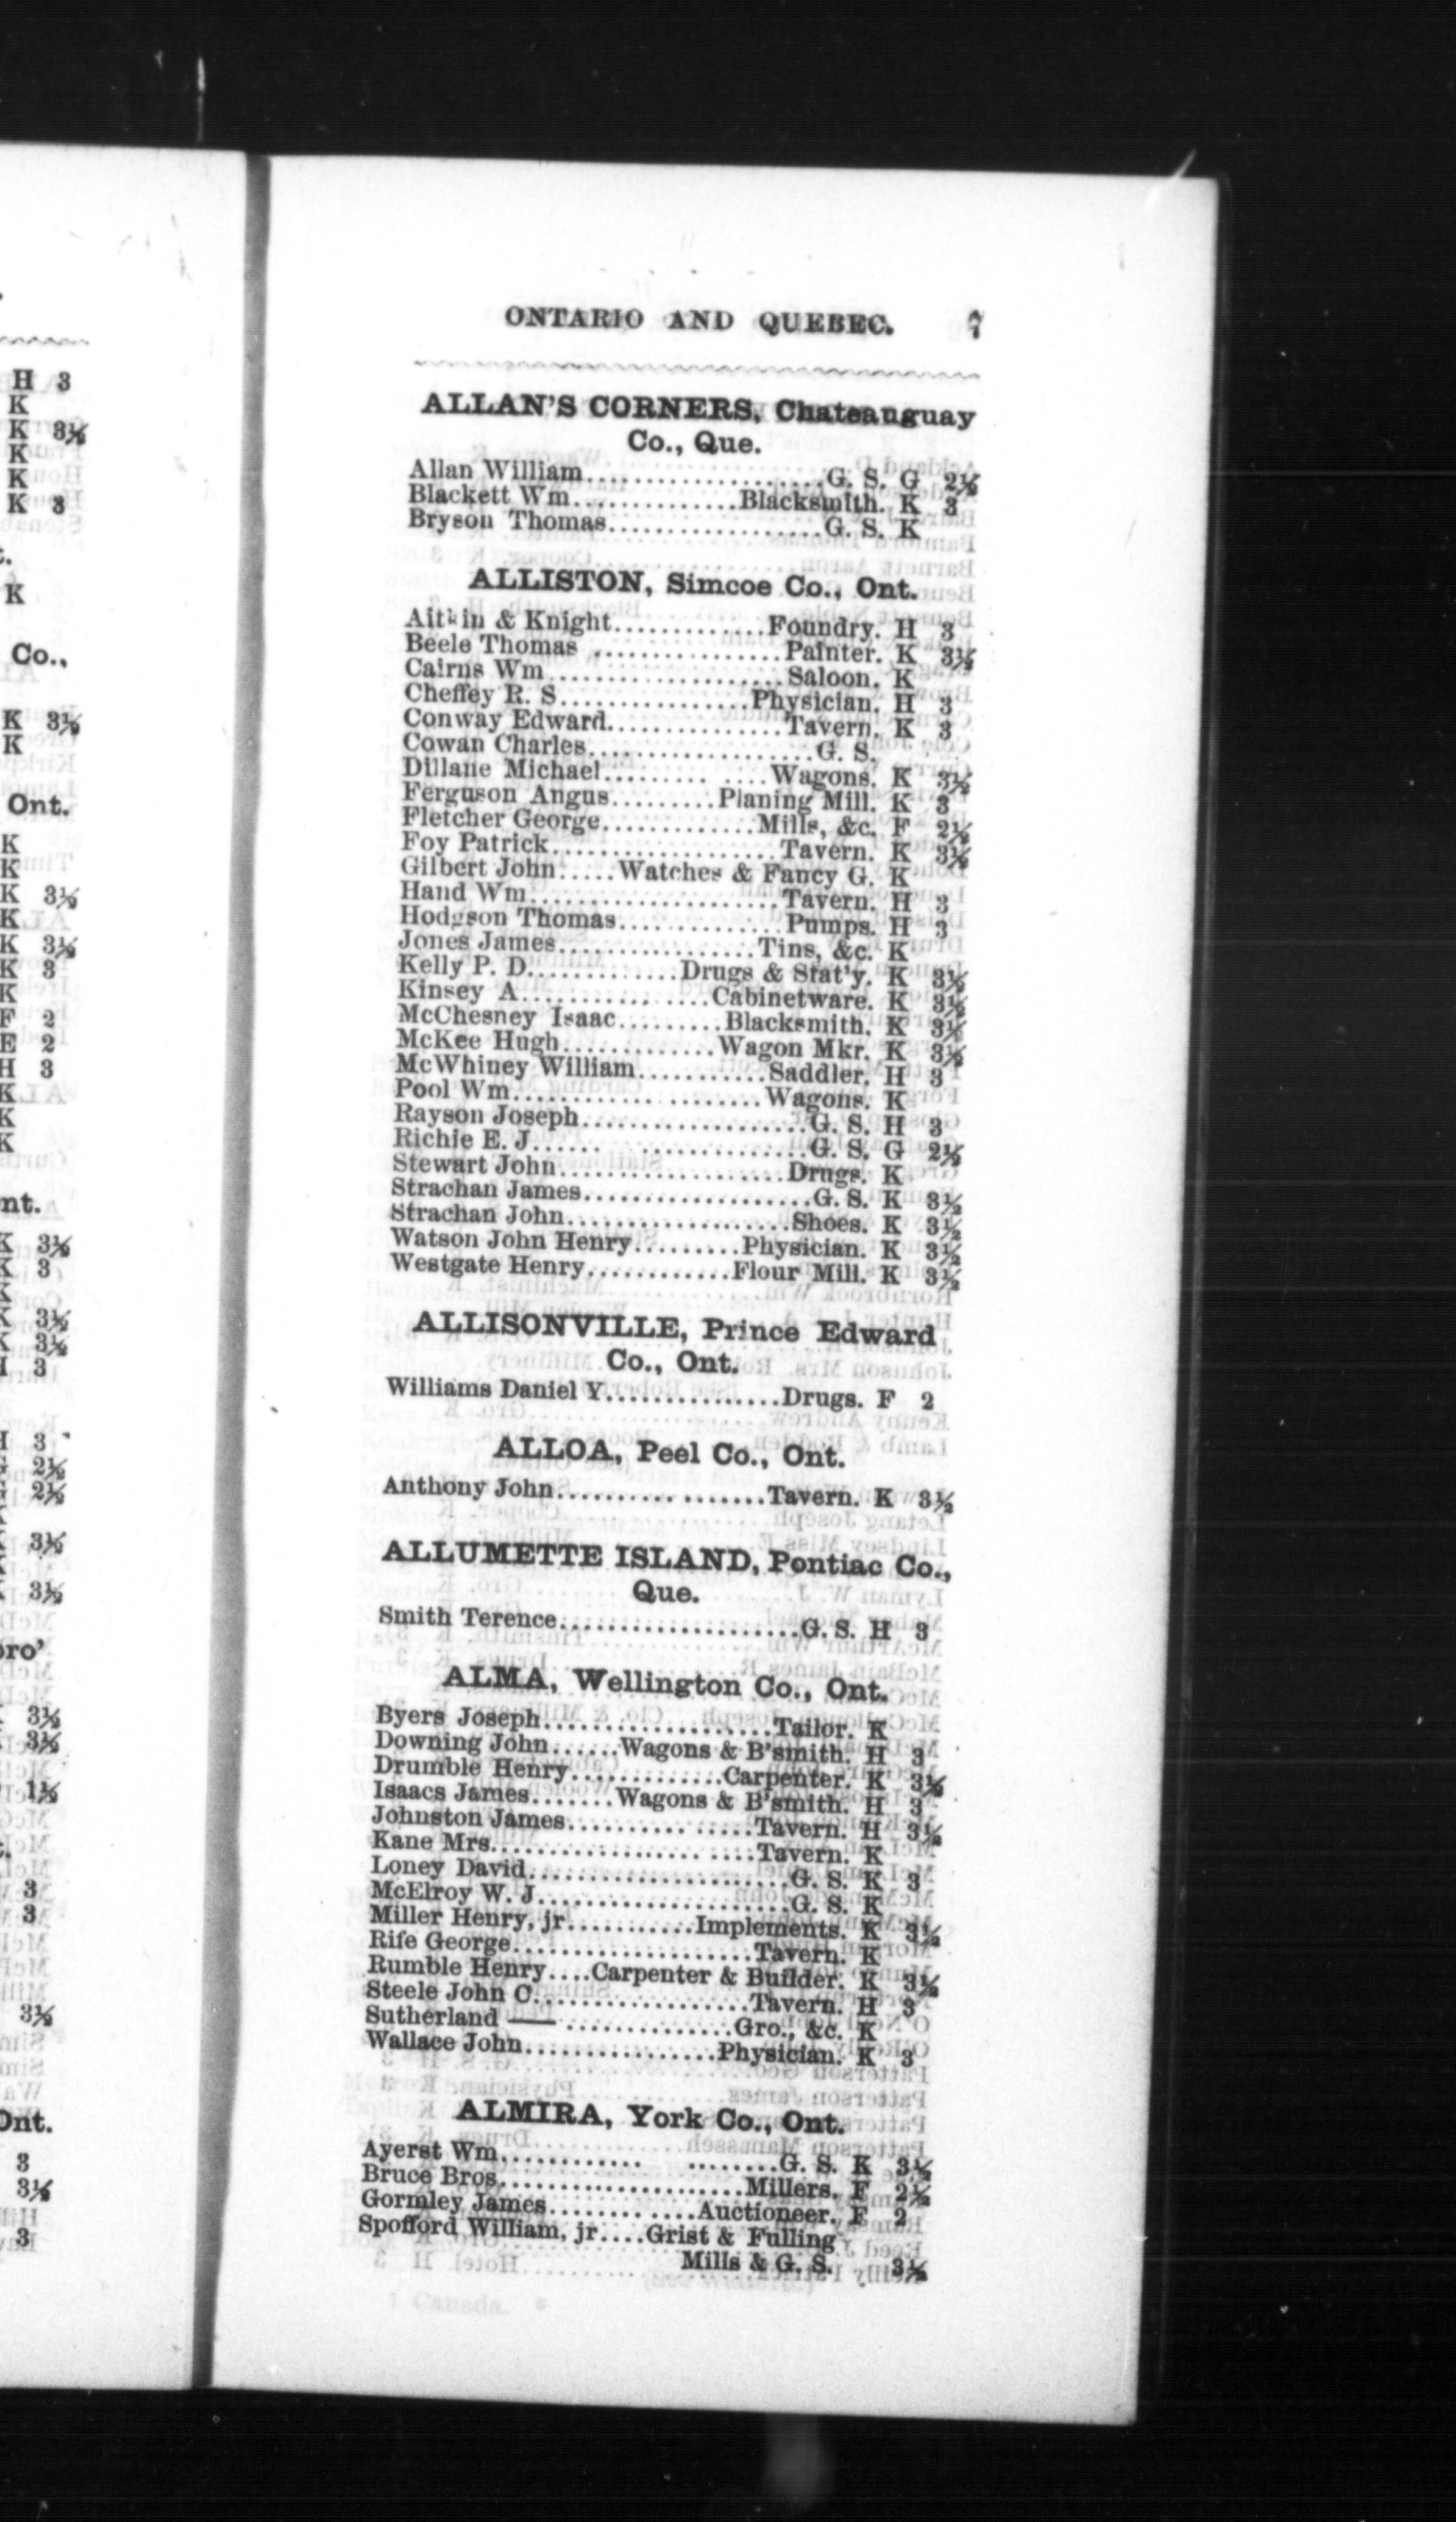 ONTARIO AND QUEBEC. 7
ALLAN'S CORNERS, Chateauguay
Co., Que.
Allan William.....................G. S. G 2½
Blackett Wm..............Blacksmith. K 3
Bryson Thomas...................G. S. K
ALLISTON, Simcoe Co., Ont.
Aitkin & Knight.............Foundry. H 3
Beele Thomas ................Painter. K 3½
Cairns Wm.....................Saloon. K
Cheffey R. S.................Physician. H 3
Conway Edward................Tavern. K 3
Cowan Charles....................G. S.
Dillane Michael......... ....Wagons. K 3½
Ferguson Angus.........Planing Mill. K 3
Fletcher George.............Mills, &c. F 2½
Foy Patrick....................Tavern. K 3½
Gilbert John.....Watches & Fancy G. K
Hand Wm......................Tavern. H 3
Hodgson Thomas...............Pumps. H 3
Jones James..................Tins, &c. K
Kelly P. D.............Drugs & Stat'y. K 3½
Kinsey A........... .....Cabinetware. K 3½
McChesney Isaac.........Blacksmith. K 3½
McKee Hugh.............Wagon Mkr. K 3½
McWhiney William...........Saddler. H 3
Pool Wm.............. ........Wagons. K
Rayson Joseph....................G. S. H 3
Richie E. J...... ...............G. S. G 2½
Stewart John....................Drugs. K
Strachan James....................G. S. K 3½
Strachan John....................Shoes. K 3½
Watson John Henry.........Physician. K 3½
Westgate Henry............Flour Mill. K 3½
ALLISONVILLE, Prince Edward
Co., Ont.
Williams Daniel Y...............Drugs. F 2
ALLOA, Peel Co., Ont.
Anthony John.......... ........Tavern. K 3½
ALLUMETTE ISLAND, Pontiac Co.,
Que.
Smith Terence.....................G. S. H 3
ALMA, Wellington Co., Ont.
Byers Joseph....................Tailor. K
Downing John......Wagons & B'smith. H 3
Drumble Henry.............Carpenter. K 3½
Isaacs James.......Wagons & B'smith. H 3
Johnston James.......... .....Tavern. H 3½
Kane Mrs.................. ....Tavern. K
Loney David.......................G. S. K 3
McElroy W. J......................G. S. K
Miller Henry, jr...........Implements. K 3½
Rife George.....................Tavern. K
Rumble Henry....Carpenter & Builder. K 3½
Steele John C...................Tavern. H 3
Sutherland —— ..............Gro., &c. K
Wallace John................Physician. K 3
ALMIRA, York Co., Ont.
Ayerst Wm............ ........G. S. K 3½
Bruce Bros......................Millers. F 2½
Gormley James......... ....Auctioneer. F 2
Spofford William, jr....Grist & Fulling
Mills & G. S. 3½